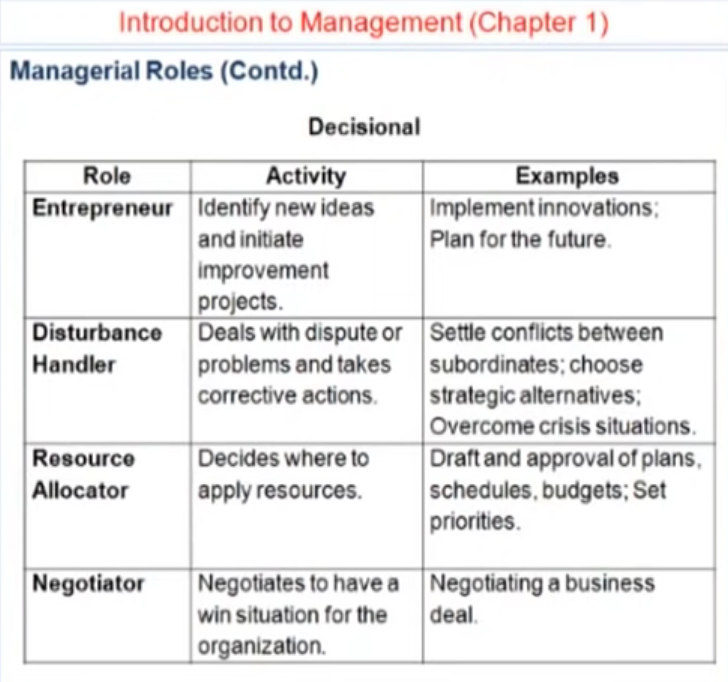 Introduction to Management (Chapter 1)
Managerial Roles (Contd.)
Decisional
Role Activity Examples
Entrepreneur Identify new ideas Implement innovations;
and initiate Plan for the future.
improvement
projects.
Disturbance Deals with dispute or Settle conflicts between
Handler problems and takes subordinates; choose
corrective actions. strategic alternatives;
Overcome crisis situations.
Resource Decides where to Draft and approval of plans,
Allocator apply resources. schedules, budgets; Set
priorities.
Negotiator Negotiates to have a Negotiating a business
win situation for the deal.
organization.